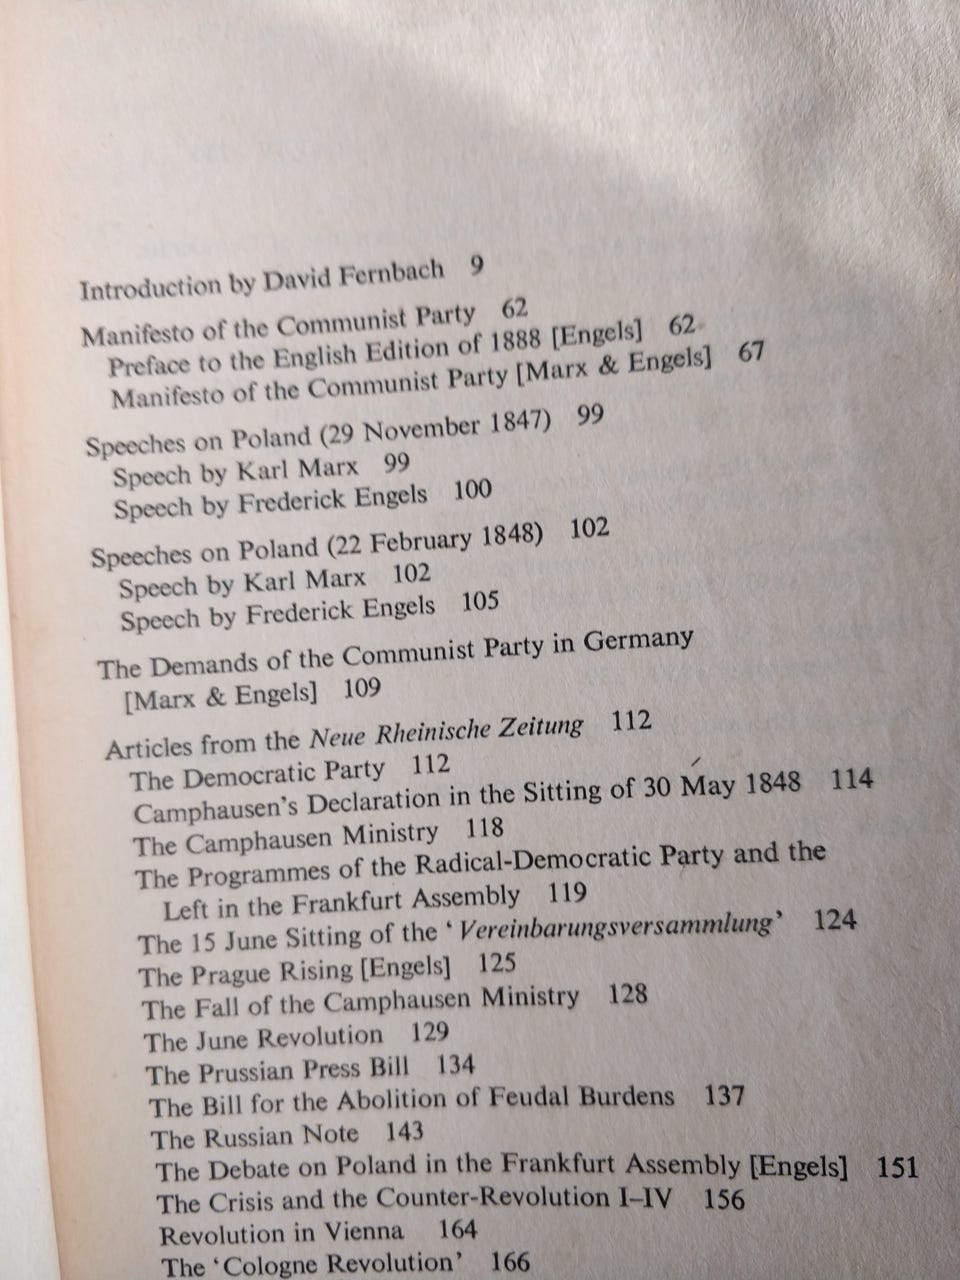 Introduction by David Fernbach 9
Manifesto of the Communist Party 62
Preface to the English Edition of 1888 [Engels] 62
Manifesto of the Communist Party [Marx & Engels] 67
Speeches on Poland (29 November 1847) 99
Speech by Karl Marx 99
Speech by Frederick Engels 100
Speeches on Poland (22 February 1848) 102
Speech by Karl Marx 102
Speech by Frederick Engels 105
The Demands of the Communist Party in Germany
[Marx & Engels] 109
Articles from the Neue Rheinische Zeitung 112
The Democratic Party 112
Camphausen's Declaration in the Sitting of 30 May 1848 114
The Camphausen Ministry 118
The Programmes of the Radical-Democratic Party and the
Left in the Frankfurt Assembly 119
The 15 June Sitting of the 'Vereinbarungsversammlung' 124
The Prague Rising [Engels] 125
The Fall of the Camphausen Ministry 128
The June Revolution 129
The Prussian Press Bill 134
The Bill for the Abolition of Feudal Burdens 137
The Russian Note 143
The Debate on Poland in the Frankfurt Assembly [Engels] 151
The Crisis and the Counter-Revolution I–IV 156
Revolution in Vienna 164
The 'Cologne Revolution' 166